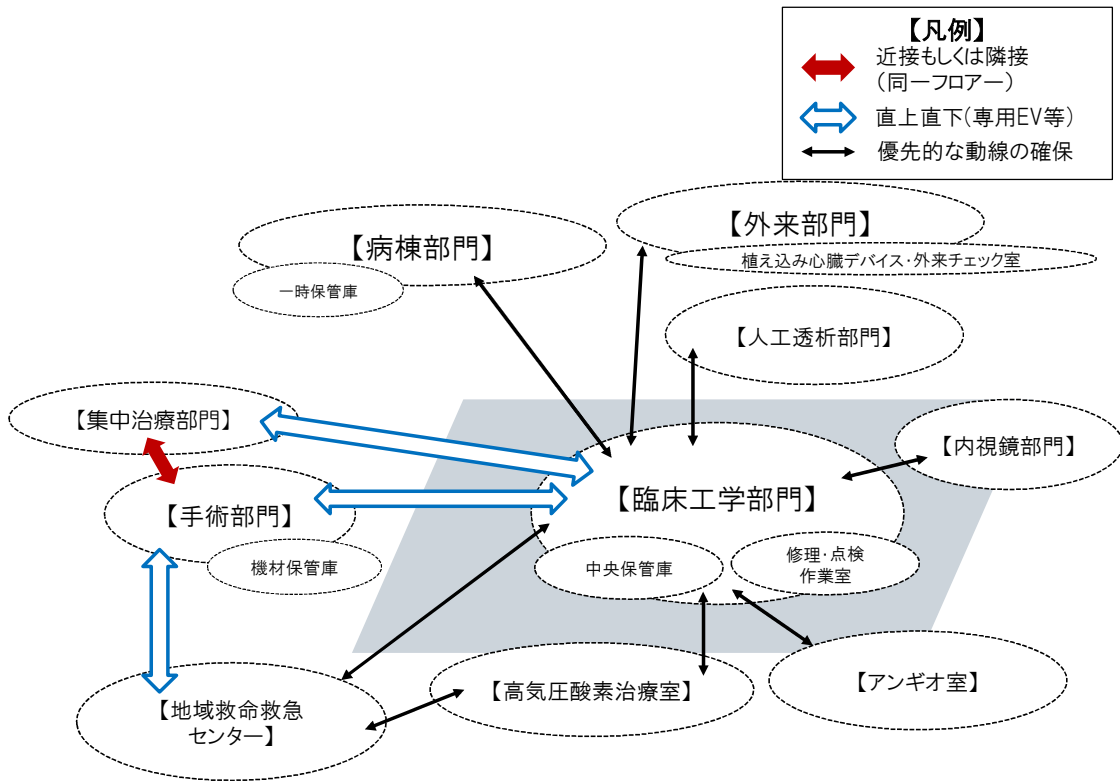 【凡例】
近接もしくは隣接
(同一フロアー)
直上直下(専用EV等)
優先的な動線の確保
【外来部門】
植え込み心臓デバイス・外来チェック室
【病棟部門】
一時保管庫
【人工透析部門】
【集中治療部門】
【内視鏡部門】
【手術部門】
機材保管庫
【臨床工学部門】
中央保管庫
修理・点検
作業室
【地域救命救急
センター】
【高気圧酸素治療室】
【アンギオ室】